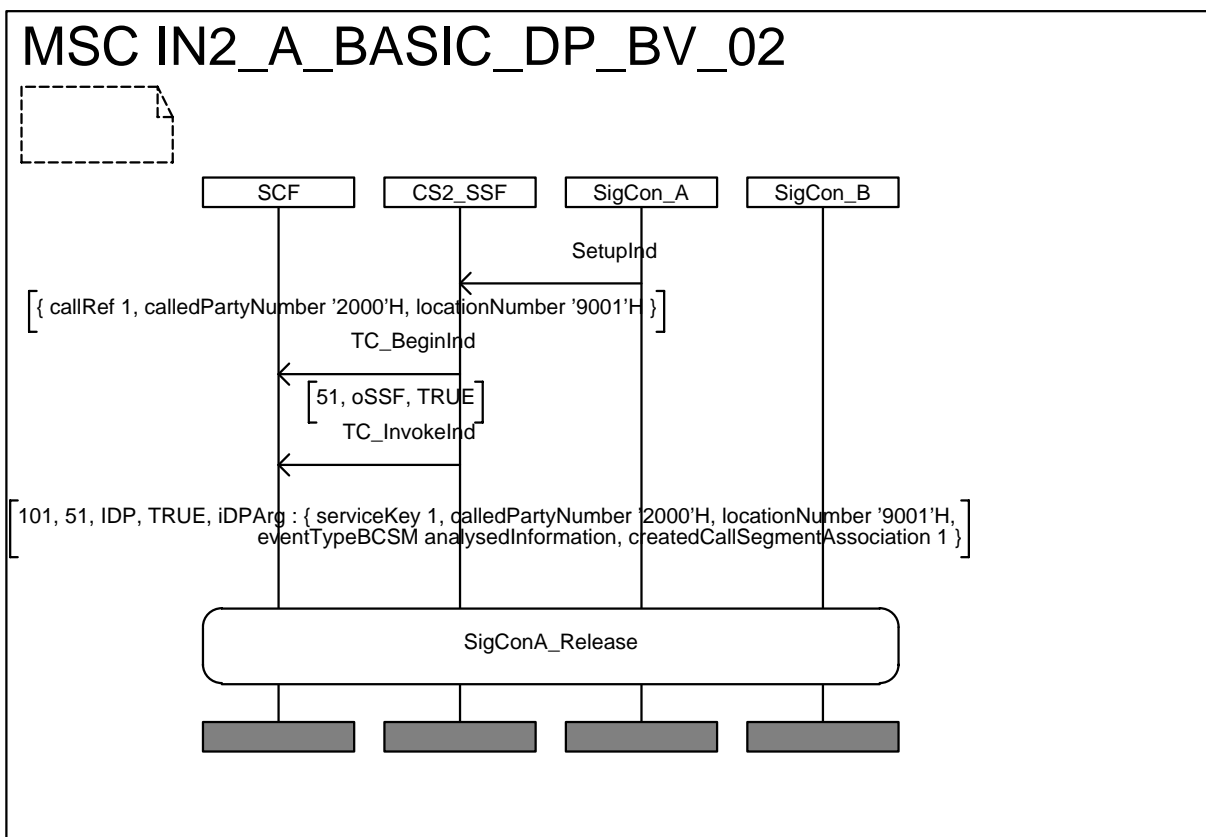 MSC IN2_A_BASIC_DP_BV_02
SCF CS2_SSF SigCon_A SigCon_B
SetupInd
{ callRef 1, calledPartyNumber ’2000’H, locationNumber ’9001’H }
TC_BeginInd
51, oSSF, TRUE
TC_InvokeInd
101, 51, IDP, TRUE, iDPArg : { serviceKey 1, calledPartyNumber ’2000’H, locationNumber ’9001’H,
eventTypeBCSM analysedInformation, createdCallSegmentAssociation 1 }
SigConA_Release